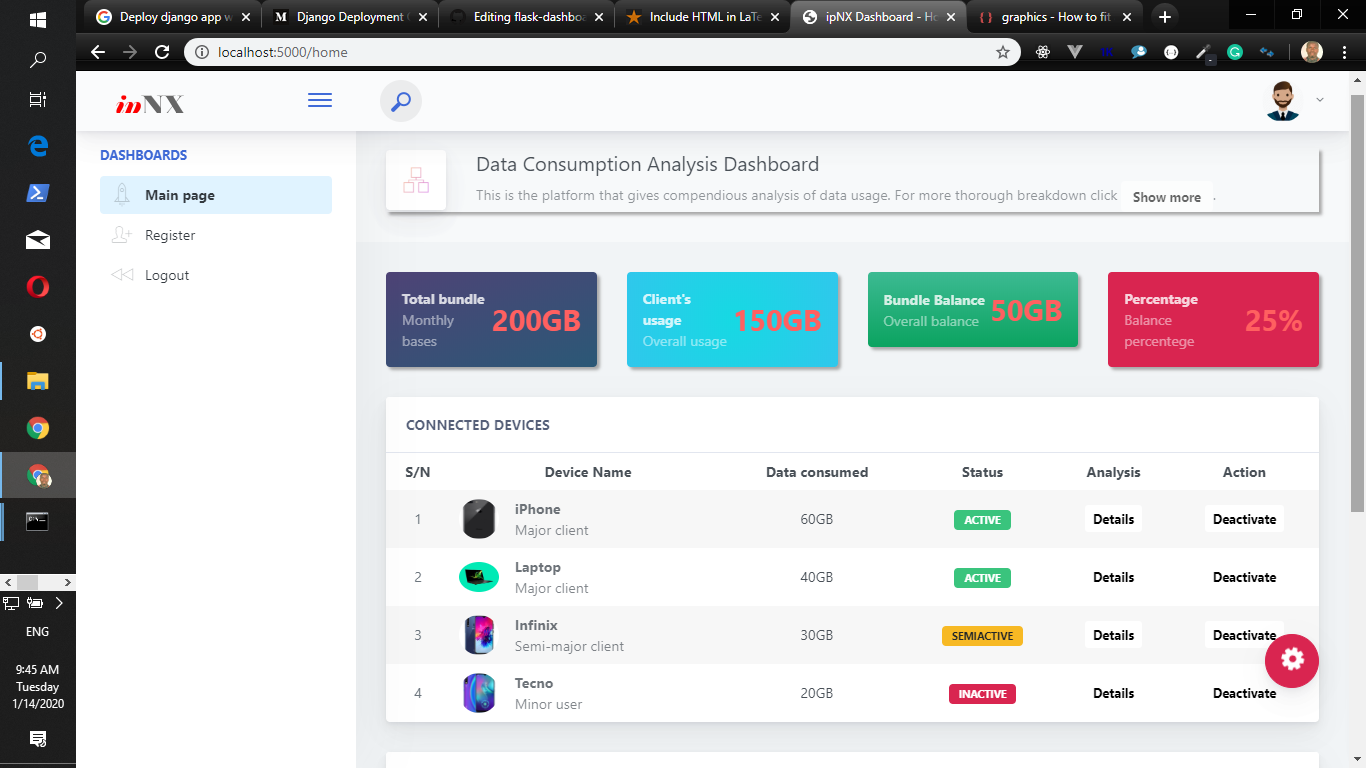 Deploy django app w
Django Deployment
Editing flask-dashboa
Include HTML in LaTe
ipNX Dashboard - Ho
graphics - How to fit
localhost:5000/home
ipNX
DASHBOARDS
Main page
Register
Logout
Data Consumption Analysis Dashboard
This is the platform that gives compendious analysis of data usage. For more thorough breakdown click Show more .
Total bundle
Monthly
bases
200GB
Client's
usage
Overall usage
150GB
Bundle Balance
Overall balance
50GB
Percentage
Balance
percentege
25%
CONNECTED DEVICES
S/N Device Name Data consumed Status Analysis Action
1 iPhone 60GB ACTIVE Details Deactivate
Major client
2 Laptop 40GB ACTIVE Details Deactivate
Major client
3 Infinix 30GB SEMIACTIVE Details Deactivate
Semi-major client
4 Tecno 20GB INACTIVE Details Deactivate
Minor user
ENG
9:45 AM
Tuesday
1/14/2020